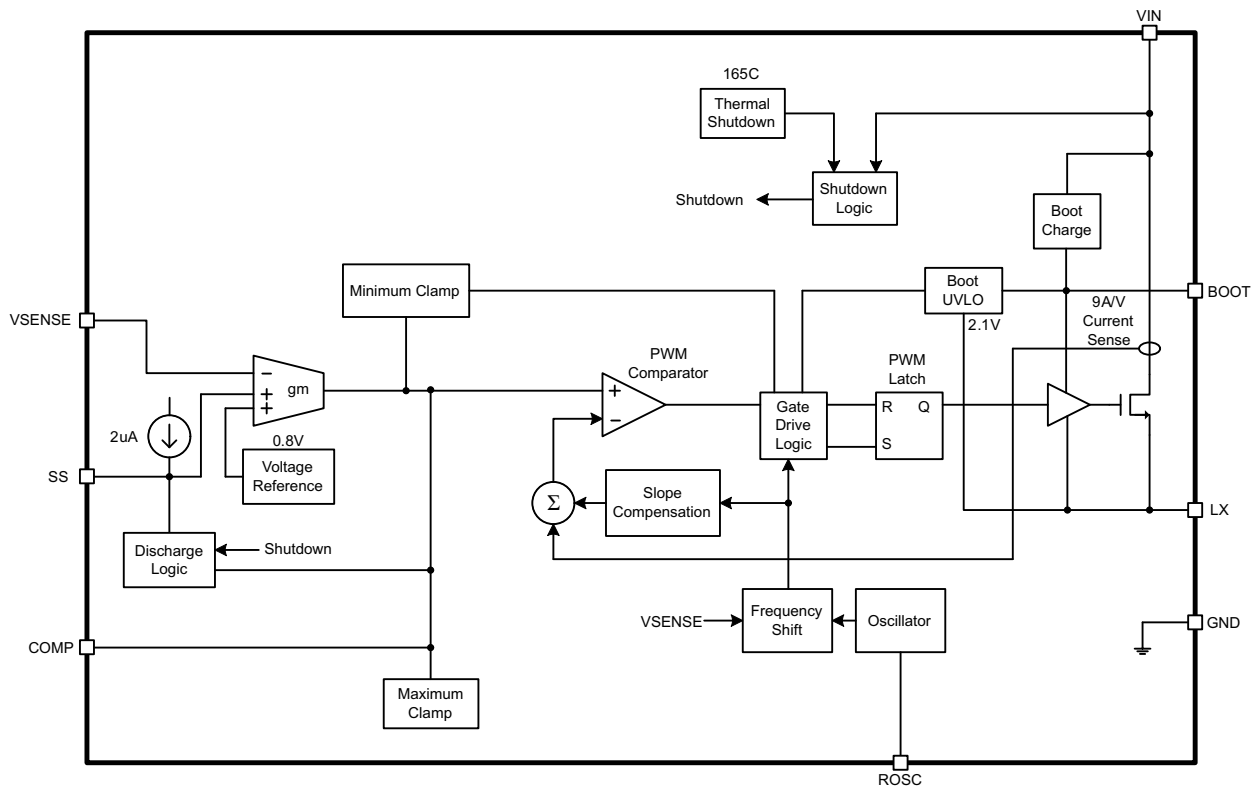 VIN
165C
Thermal
Shutdown
Shutdown
Shutdown
Logic
Boot
Charge
Minimum Clamp
Boot
UVLO
BOOT
2.1V
9A/V
Current
Sense
VSENSE
PWM
Comparator
PWM
Latch
−
+
+
gm
+
−
Gate
Drive
Logic
R
Q
S
2uA
0.8V
Voltage
Reference
SS
Σ
Slope
Compensation
LX
Discharge
Logic
Shutdown
VSENSE
Frequency
Shift
Oscillator
GND
COMP
Maximum
Clamp
ROSC